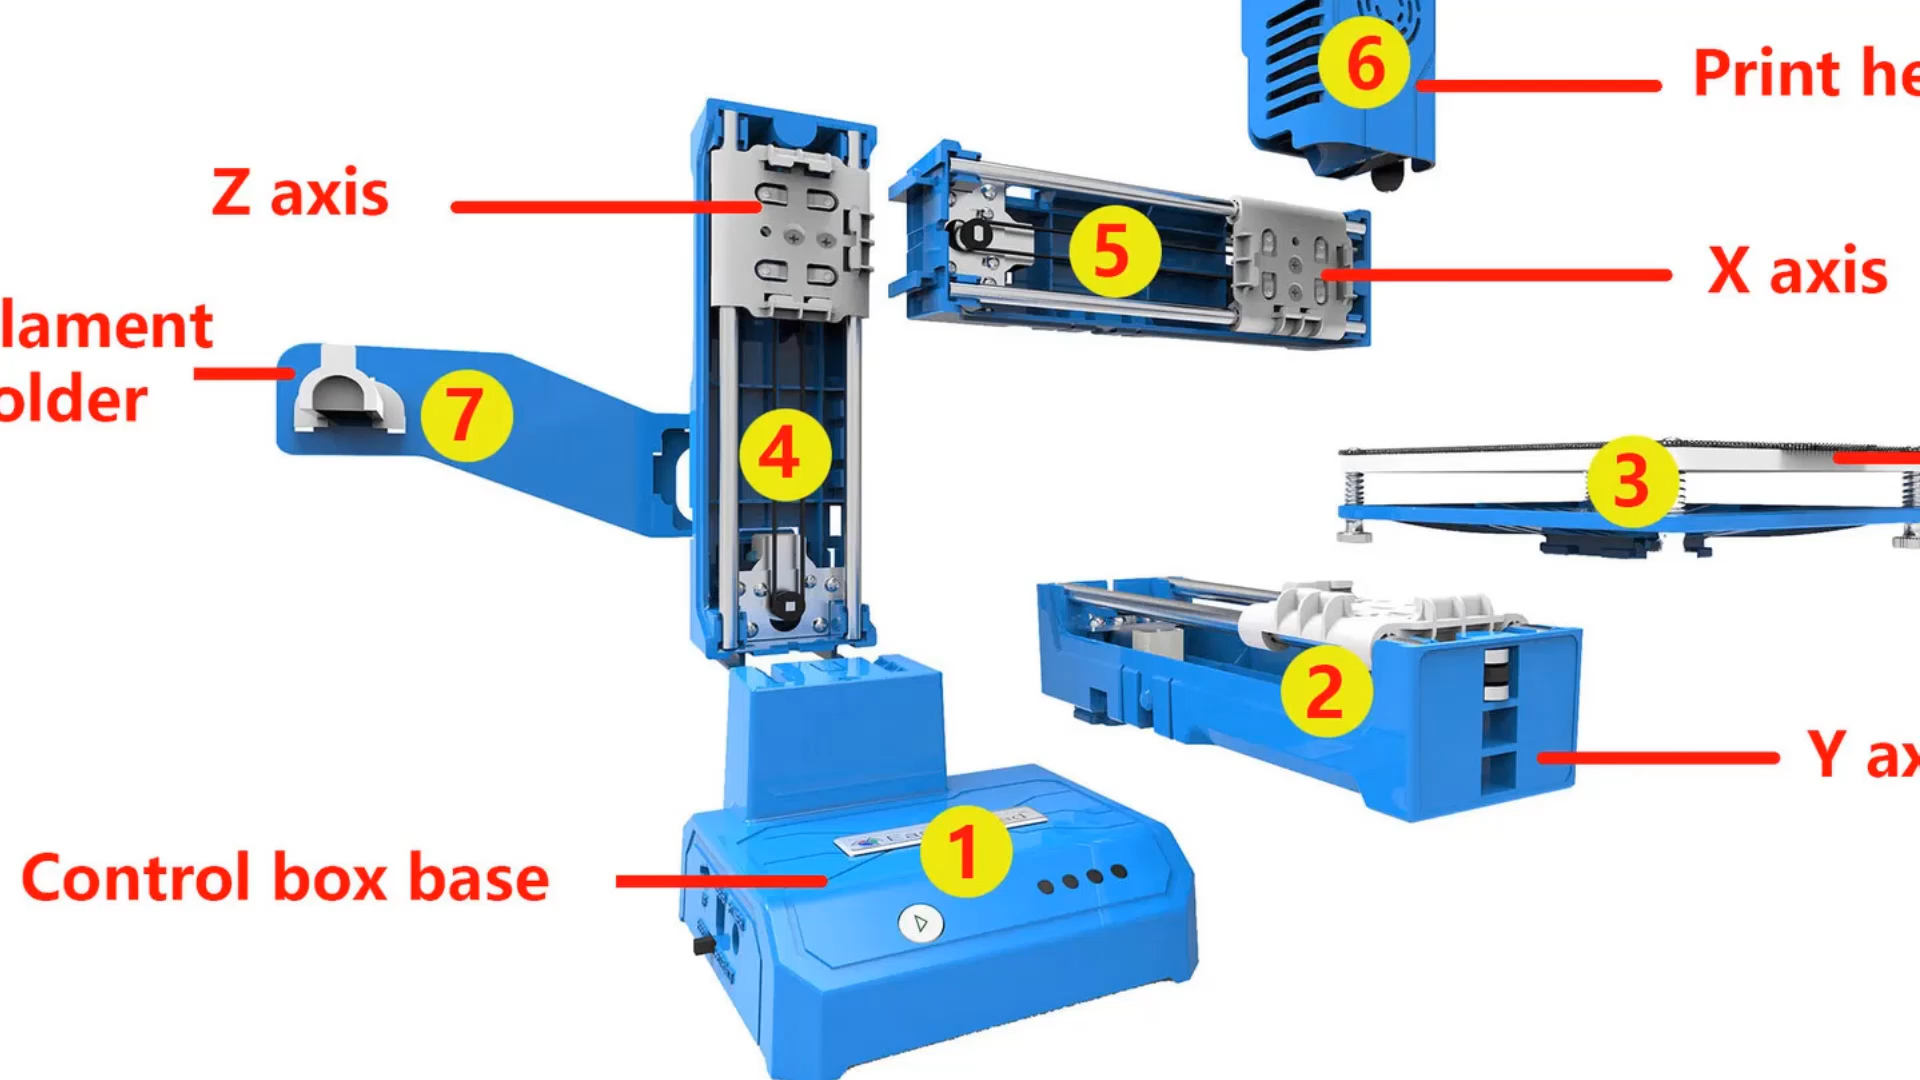 6
Print he
Z axis
5
X axis
lament
older
7
4
3
2
Y ax
1
Control box base